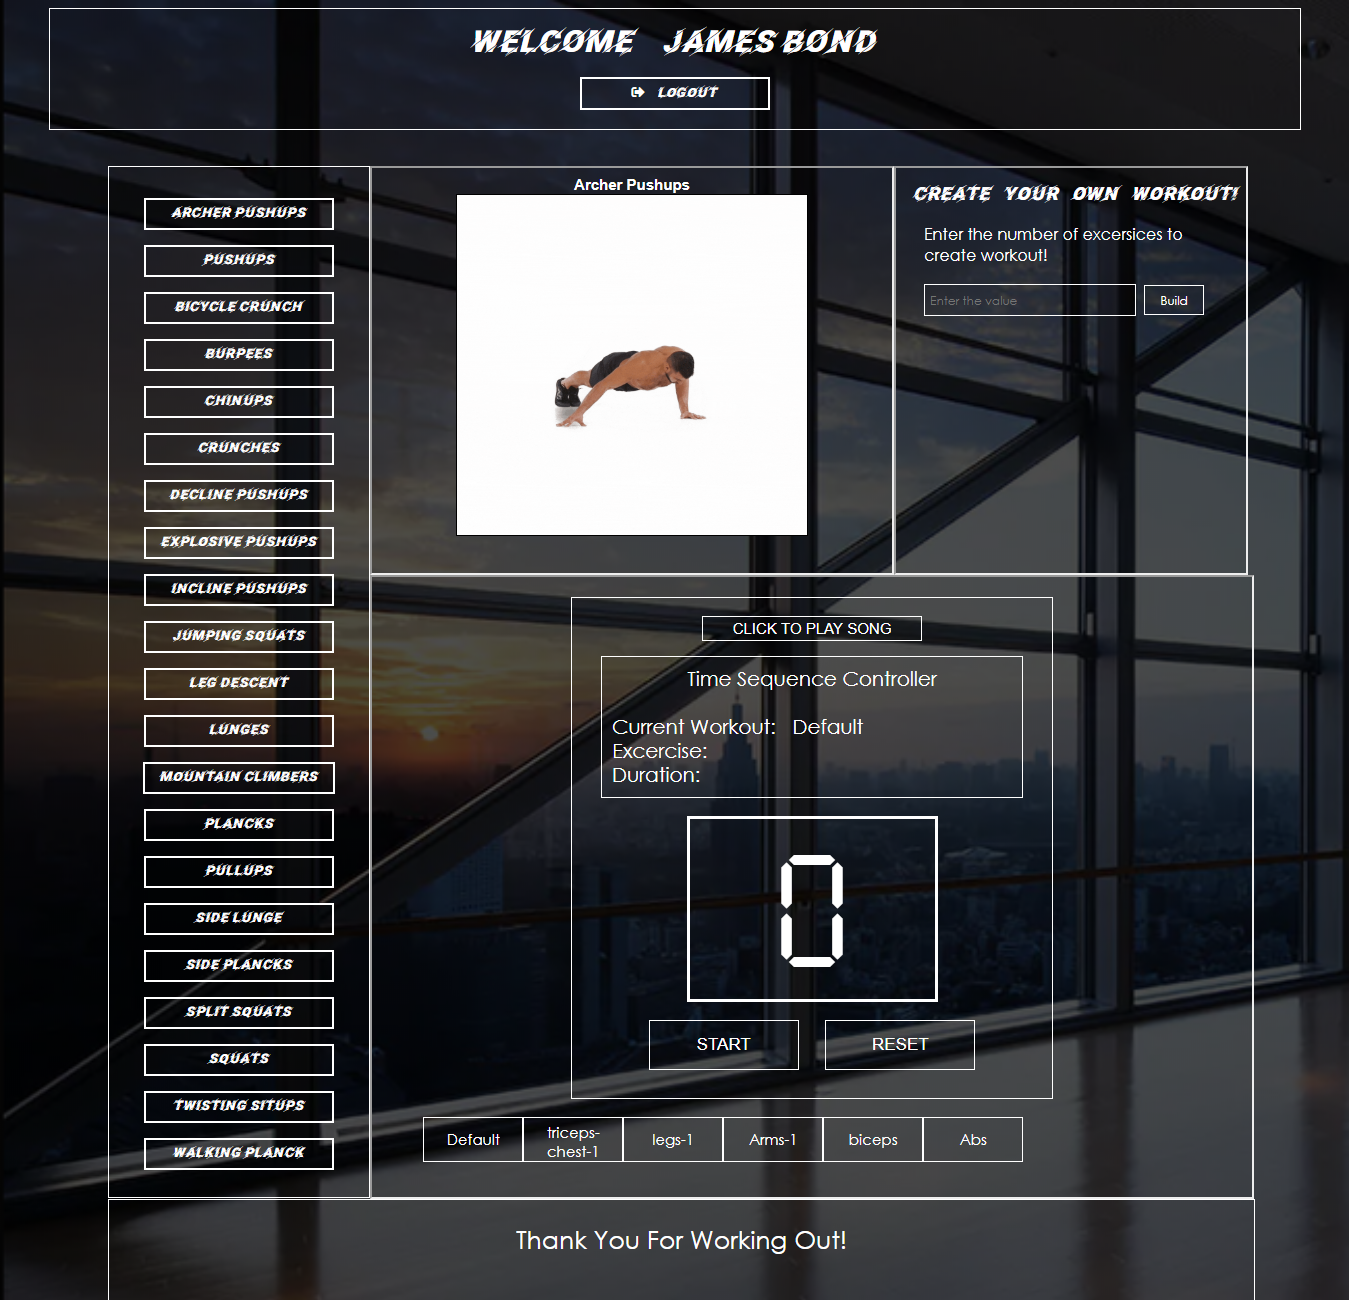 WELCOME JAMES BOND
LOGOUT
ARCHER PUSHUPS
PUSHUPS
BICYCLE CRUNCH
BURPEES
CHINUPS
CRUNCHES
DECLINE PUSHUPS
EXPLOSIVE PUSHUPS
INCLINE PUSHUPS
JUMPING SQUATS
LEG DESCENT
LUNGES
MOUNTAIN CLIMBERS
PLANCKS
PULLUPS
SIDE LUNGE
SIDE PLANCKS
SPLIT SQUATS
SQUATS
TWISTING SITUPS
WALKING PLANCK
Archer Pushups
CREATE YOUR OWN WORKOUT!
Enter the number of excersices to
create workout!
Enter the value
Build
CLICK TO PLAY SONG
Time Sequence Controller
Current Workout: Default
Excercise:
Duration:
0
START RESET
Default
triceps-
chest-1
legs-1
Arms-1
biceps
Abs
Thank You For Working Out!